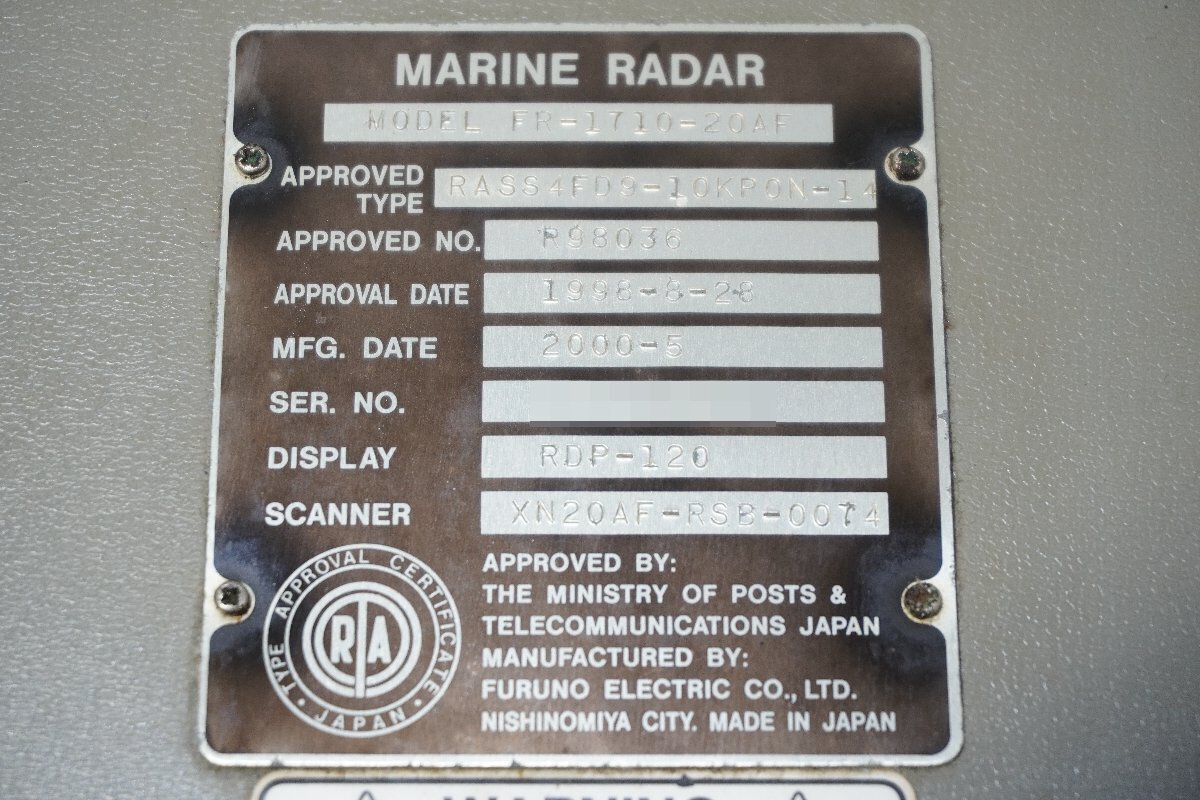 MARINE RADAR
MODEL FR-1710-20AF
APPROVED TYPE RASS4FD9-10KP0N-14
APPROVED NO. R98036
APPROVAL DATE 1998-8-28
MFG. DATE 2000-5
SER. NO.
DISPLAY RDP-120
SCANNER XN20AF-RSB-0074
TYPE APPROVAL CERTIFICATE
· JAPAN ·
RTA
APPROVED BY:
THE MINISTRY OF POSTS &
TELECOMMUNICATIONS JAPAN
MANUFACTURED BY:
FURUNO ELECTRIC CO., LTD.
NISHINOMIYA CITY. MADE IN JAPAN
WARNING